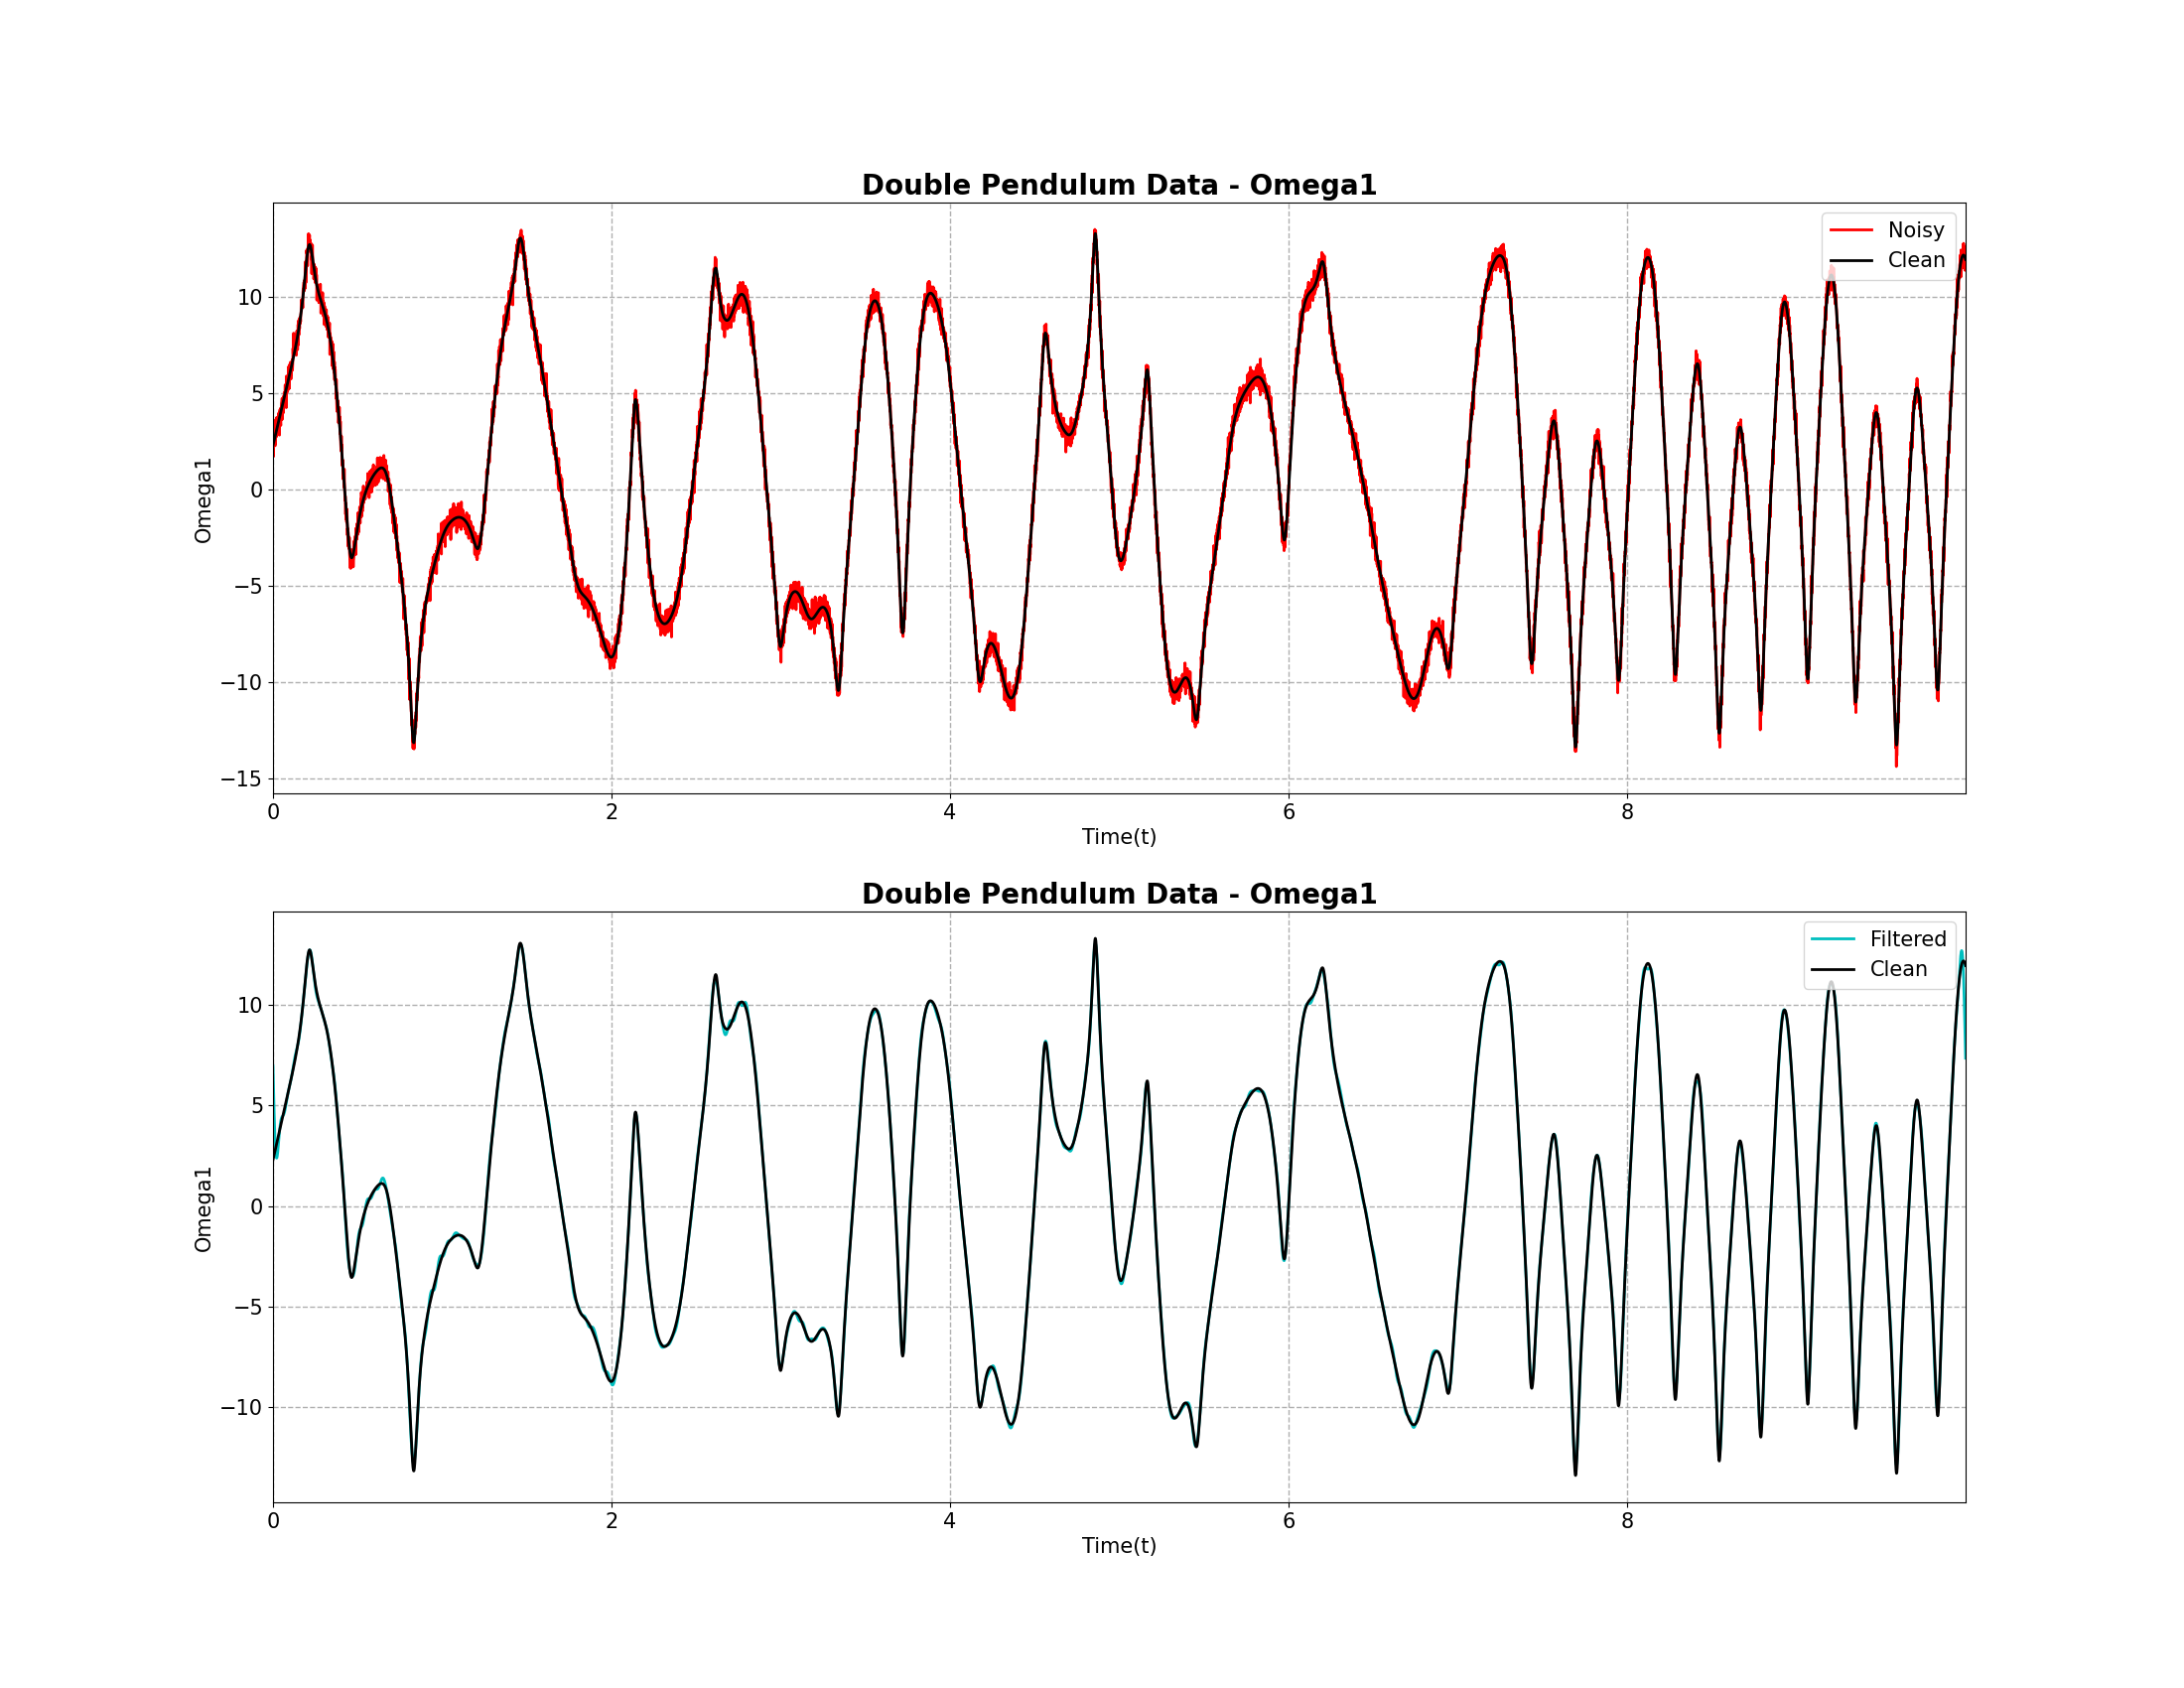 Double Pendulum Data - Omega1
Noisy
Clean
10
5
0
−5
−10
−15
Omega1
0 2 4 6 8
Time(t)
Double Pendulum Data - Omega1
Filtered
Clean
10
5
0
−5
−10
Omega1
0 2 4 6 8
Time(t)